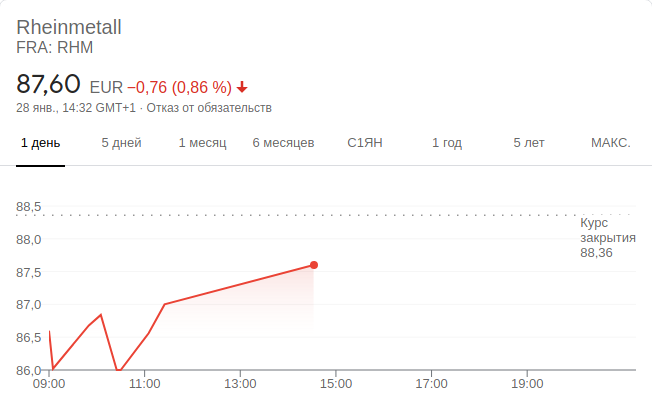 Rheinmetall
FRA: RHM
87,60 EUR −0,76 (0,86 %)
28 янв., 14:32 GMT+1 · Отказ от обязательств
1 день 5 дней 1 месяц 6 месяцев С1ЯН 1 год 5 лет МАКС.
88,5
Курс
закрытия
88,36
88,0
87,5
87,0
86,5
86,0
09:00 11:00 13:00 15:00 17:00 19:00